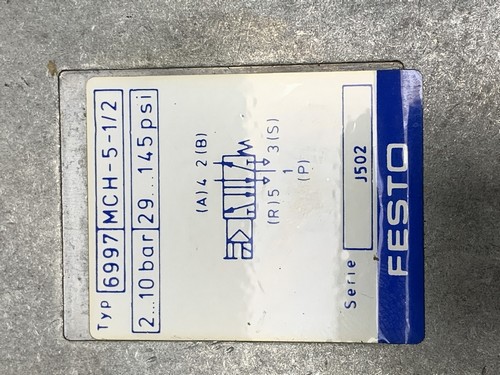 Typ 6997 MCH-5-1/2
2...10 bar 29...145 psi
(A) 4 2 (B)
(R) 5 3 (S)
1
(P)
Serie J502
FESTO